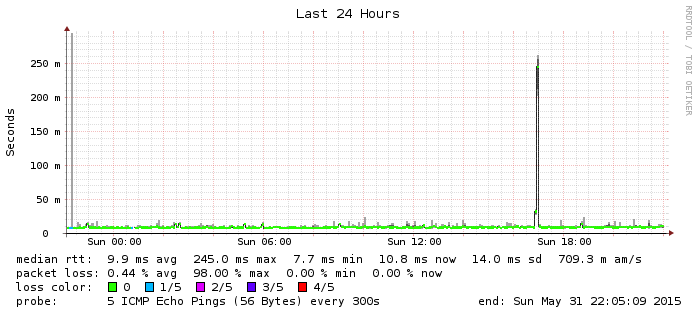 Last 24 Hours
RRDTOOL / TOBI OETIKER
Seconds
250 m
200 m
150 m
100 m
50 m
0
Sun 00:00 Sun 06:00 Sun 12:00 Sun 18:00
median rtt: 9.9 ms avg 245.0 ms max 7.7 ms min 10.8 ms now 14.0 ms sd 709.3 m am/s
packet loss: 0.44 % avg 98.00 % max 0.00 % min 0.00 % now
loss color: 0 1/5 2/5 3/5 4/5
probe: 5 ICMP Echo Pings (56 Bytes) every 300s end: Sun May 31 22:05:09 2015